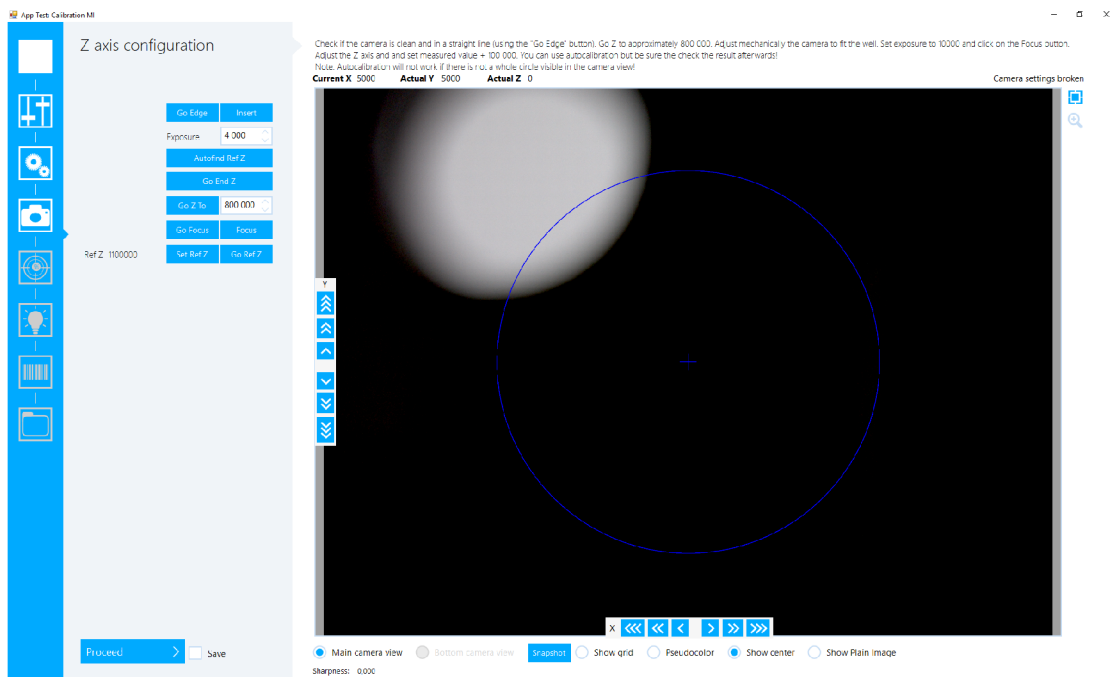 App Test: Calibration MI
Z axis configuration
Check if the camera is clean and in a straight line (using the "Go Edge" button). Go Z to approximately 800 000. Adjust mechanically the camera to fit the well. Set exposure to 10000 and click on the Focus button.
Adjust the Z axis and and set measured value + 100 000. You can use autocalibration but be sure the check the result afterwards!
Note: Autocalibration will not work if there is not a whole circle visible in the camera view!
Current X 5000 Actual Y 5000 Actual Z 0 Camera settings broken
Go Edge Insert
Exposure 4 000
Autofind Ref Z
Go End Z
Go Z To 800 000
Go Focus Focus
Ref Z 1100000 Set Ref Z Go Ref Z
Y
X
Proceed Save
Main camera view Bottom camera view Snapshot Show grid Pseudocolor Show center Show Plain Image
Sharpness: 0,000